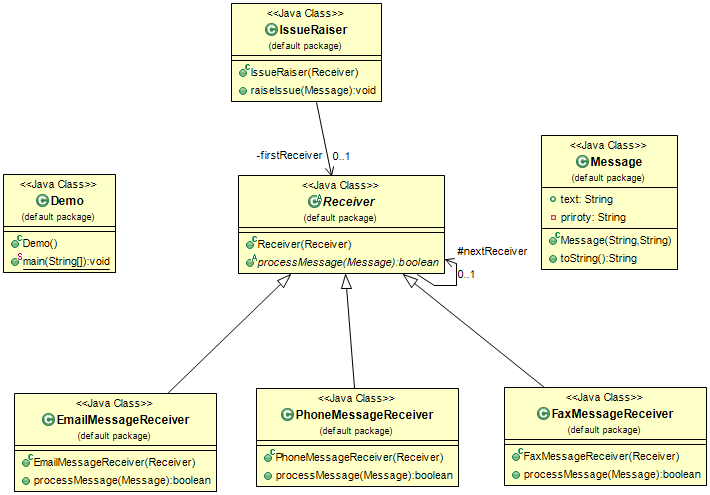 <<Java Class>>
IssueRaiser
(default package)
IssueRaiser(Receiver)
raiseIssue(Message):void
-firstReceiver
0..1
<<Java Class>>
Message
(default package)
text: String
priroty: String
Message(String,String)
toString():String
<<Java Class>>
Demo
(default package)
Demo()
main(String[]):void
<<Java Class>>
Receiver
(default package)
Receiver(Receiver)
processMessage(Message):boolean
#nextReceiver
0..1
<<Java Class>>
EmailMessageReceiver
(default package)
EmailMessageReceiver(Receiver)
processMessage(Message):boolean
<<Java Class>>
PhoneMessageReceiver
(default package)
PhoneMessageReceiver(Receiver)
processMessage(Message):boolean
<<Java Class>>
FaxMessageReceiver
(default package)
FaxMessageReceiver(Receiver)
processMessage(Message):boolean